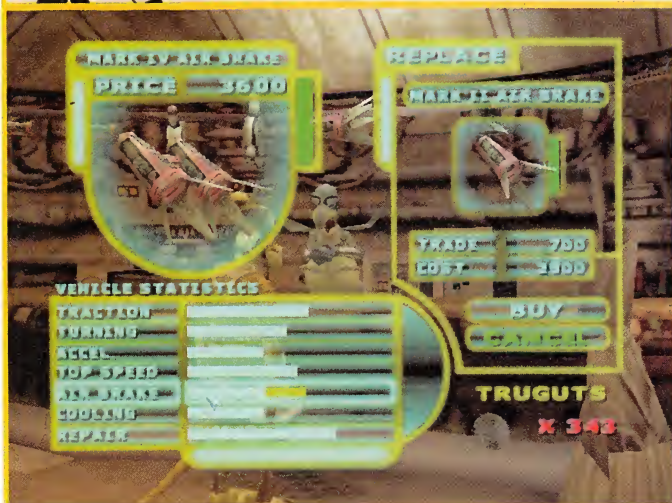 MARK IV AIR BRAKE
PRICE 3600
REPLACE
MARK II AIR BRAKE
TRADE 700
COST 2900
BUY
CANCEL
VEHICLE STATISTICS
TRACTION
TURNING
ACCEL
TOP SPEED
AIR BRAKE
COOLING
REPAIR
TRUGUTS
X 343